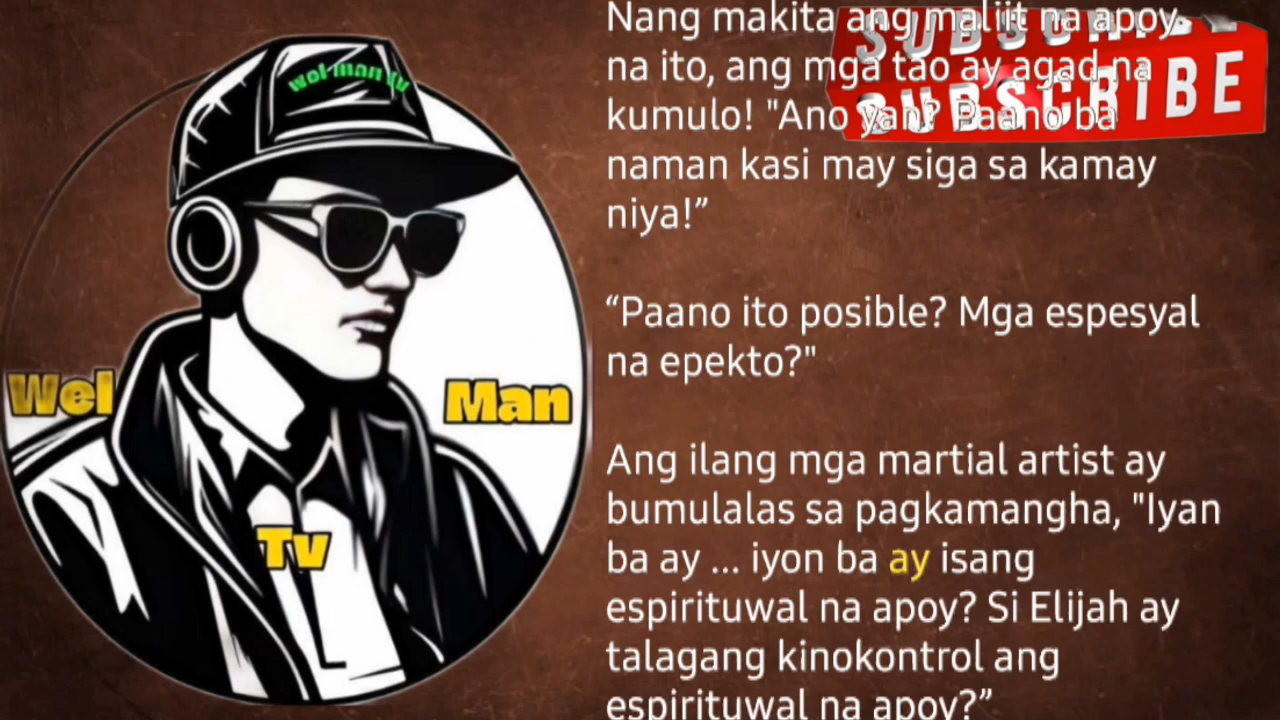 wel man tv
Wel
Man
Tv
SUBSCRIBE
SUBSCRIBE
Nang makita ang maliit na apoy
na ito, ang mga tao ay agad na
kumulo! "Ano yan? Paano ba
naman kasi may siga sa kamay
niya!”
“Paano ito posible? Mga espesyal
na epekto?"
Ang ilang mga martial artist ay
bumulalas sa pagkamangha, "Iyan
ba ay ... iyon ba ay isang
espirituwal na apoy? Si Elijah ay
talagang kinokontrol ang
espirituwal na apoy?”